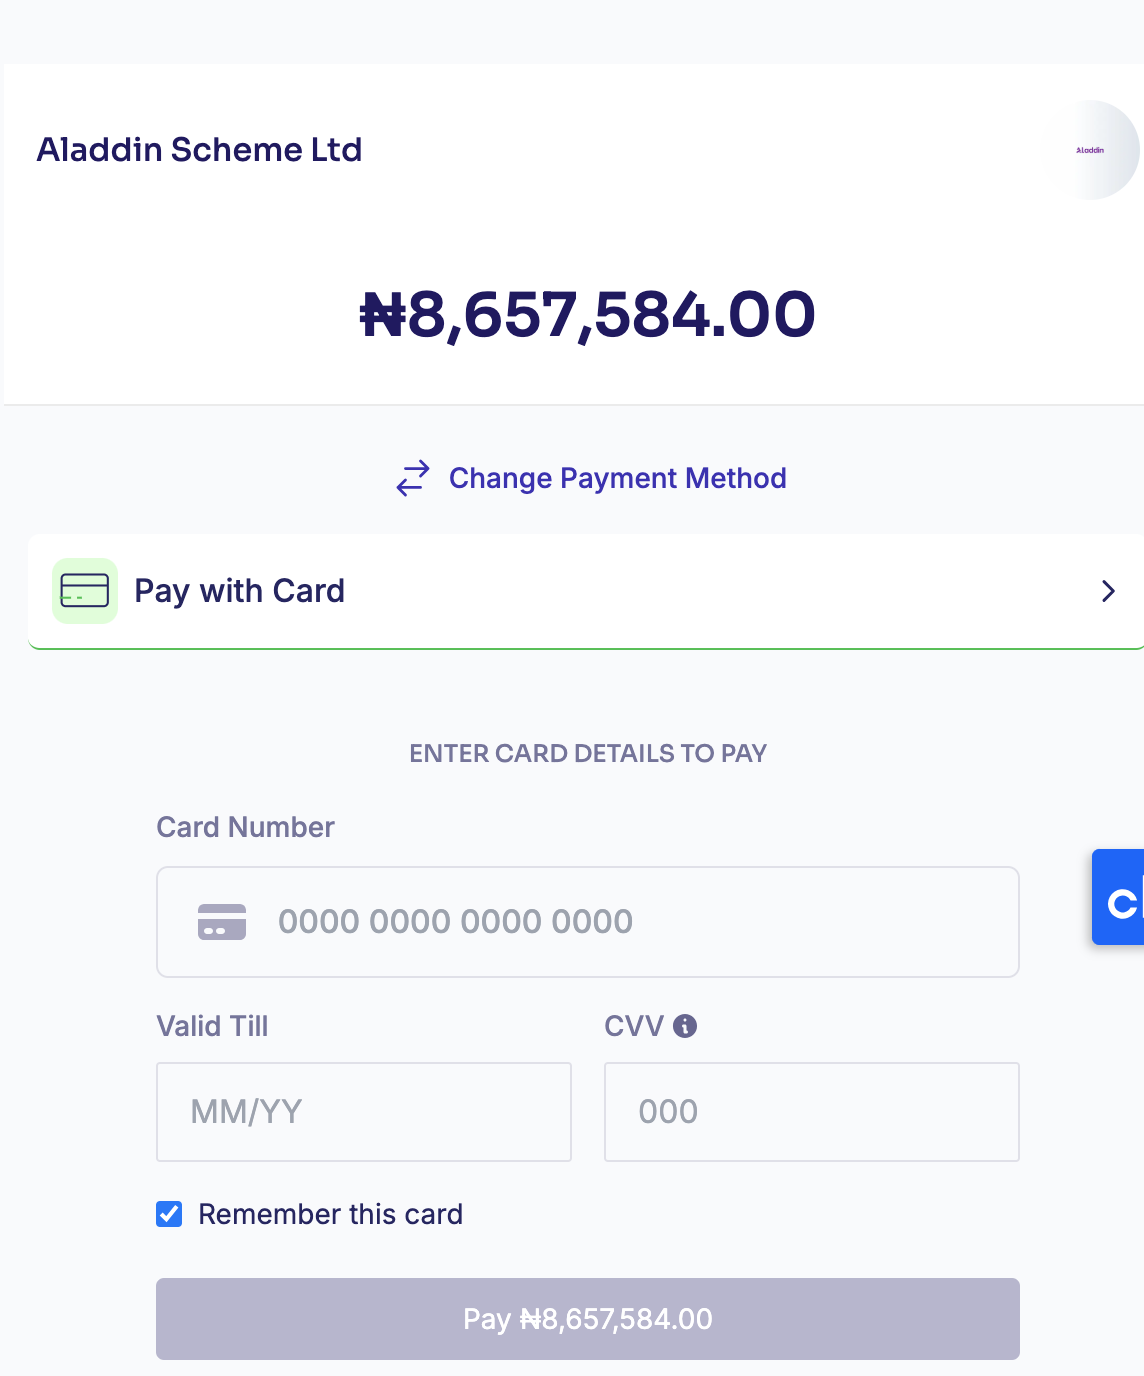 Aladdin Scheme Ltd
Aladdin
₦8,657,584.00
Change Payment Method
Pay with Card
ENTER CARD DETAILS TO PAY
Card Number
0000 0000 0000 0000
Valid Till
CVV
MM/YY
000
Remember this card
Pay ₦8,657,584.00